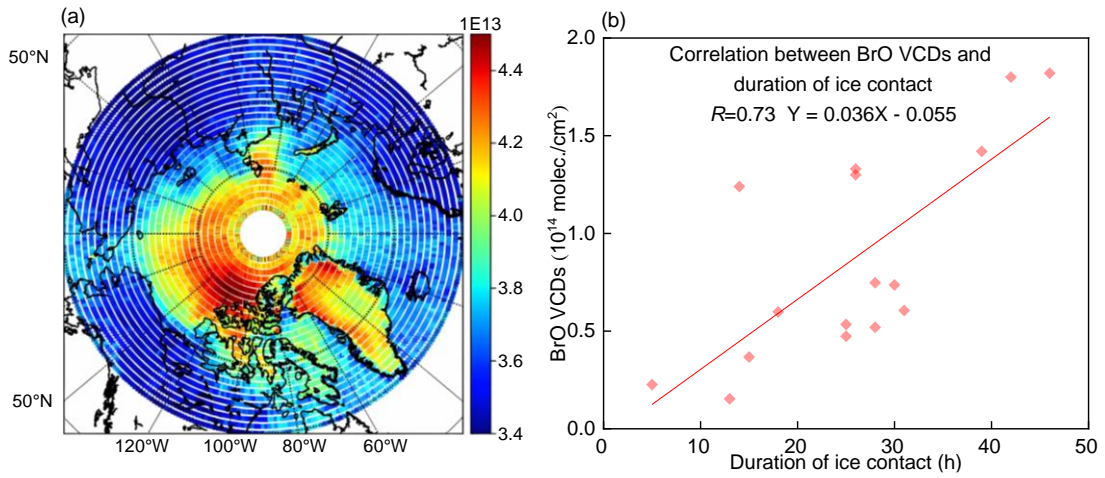 (a)
1E13
50°N
50°N
120°W
100°W
80°W
60°W
4.4
4.2
4.0
3.8
3.6
3.4
(b)
Correlation between BrO VCDs and
duration of ice contact
R=0.73 Y = 0.036X - 0.055
BrO VCDs (10¹⁴ molec./cm²)
2.0
1.5
1.0
0.5
0.0
0
10
20
30
40
50
Duration of ice contact (h)